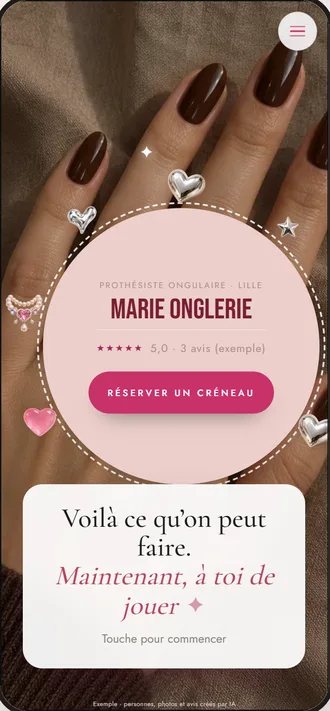 PROTHÉSISTE ONGULAIRE · LILLE
MARIE ONGLERIE
★★★★★ 5,0 · 3 avis (exemple)
RÉSERVER UN CRÉNEAU
Voilà ce qu'on peut
faire.
Maintenant, à toi de
jouer ✦
Touche pour commencer
Exemple · personnes, photos et avis créés par IA